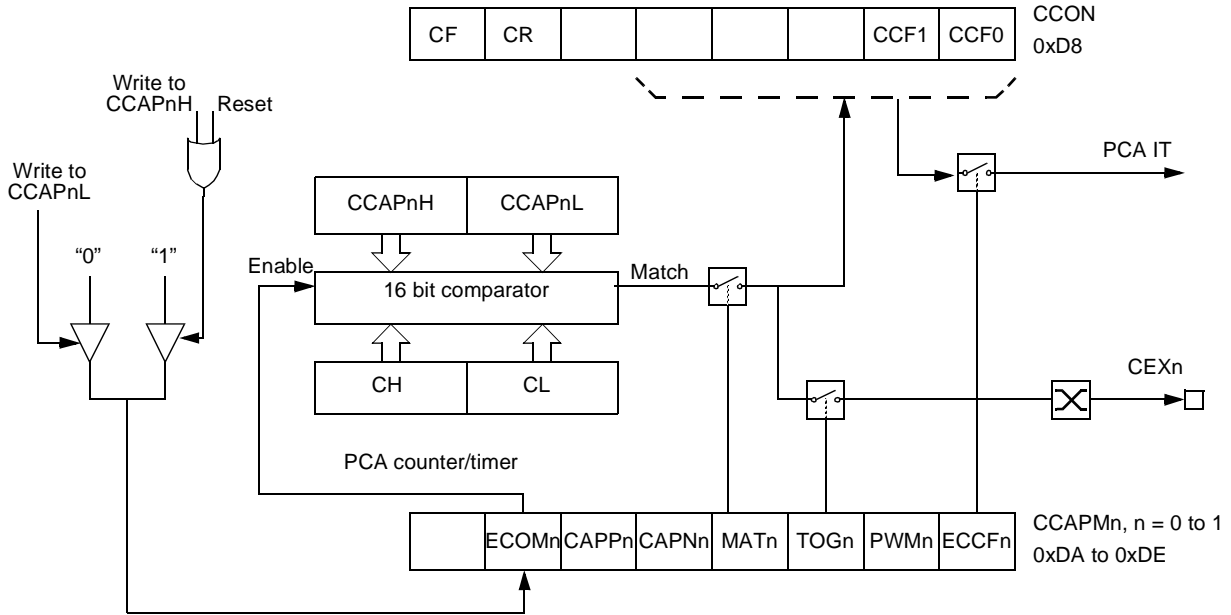 CF CR CCF1 CCF0
CCON
0xD8
Write to
CCAPnH Reset
Write to
CCAPnL
PCA IT
CCAPnH CCAPnL
“0” “1”
Enable
16 bit comparator
Match
CH CL
CEXn
PCA counter/timer
ECOMn CAPPn CAPNn MATn TOGn PWMn ECCFn
CCAPMn, n = 0 to 1
0xDA to 0xDE